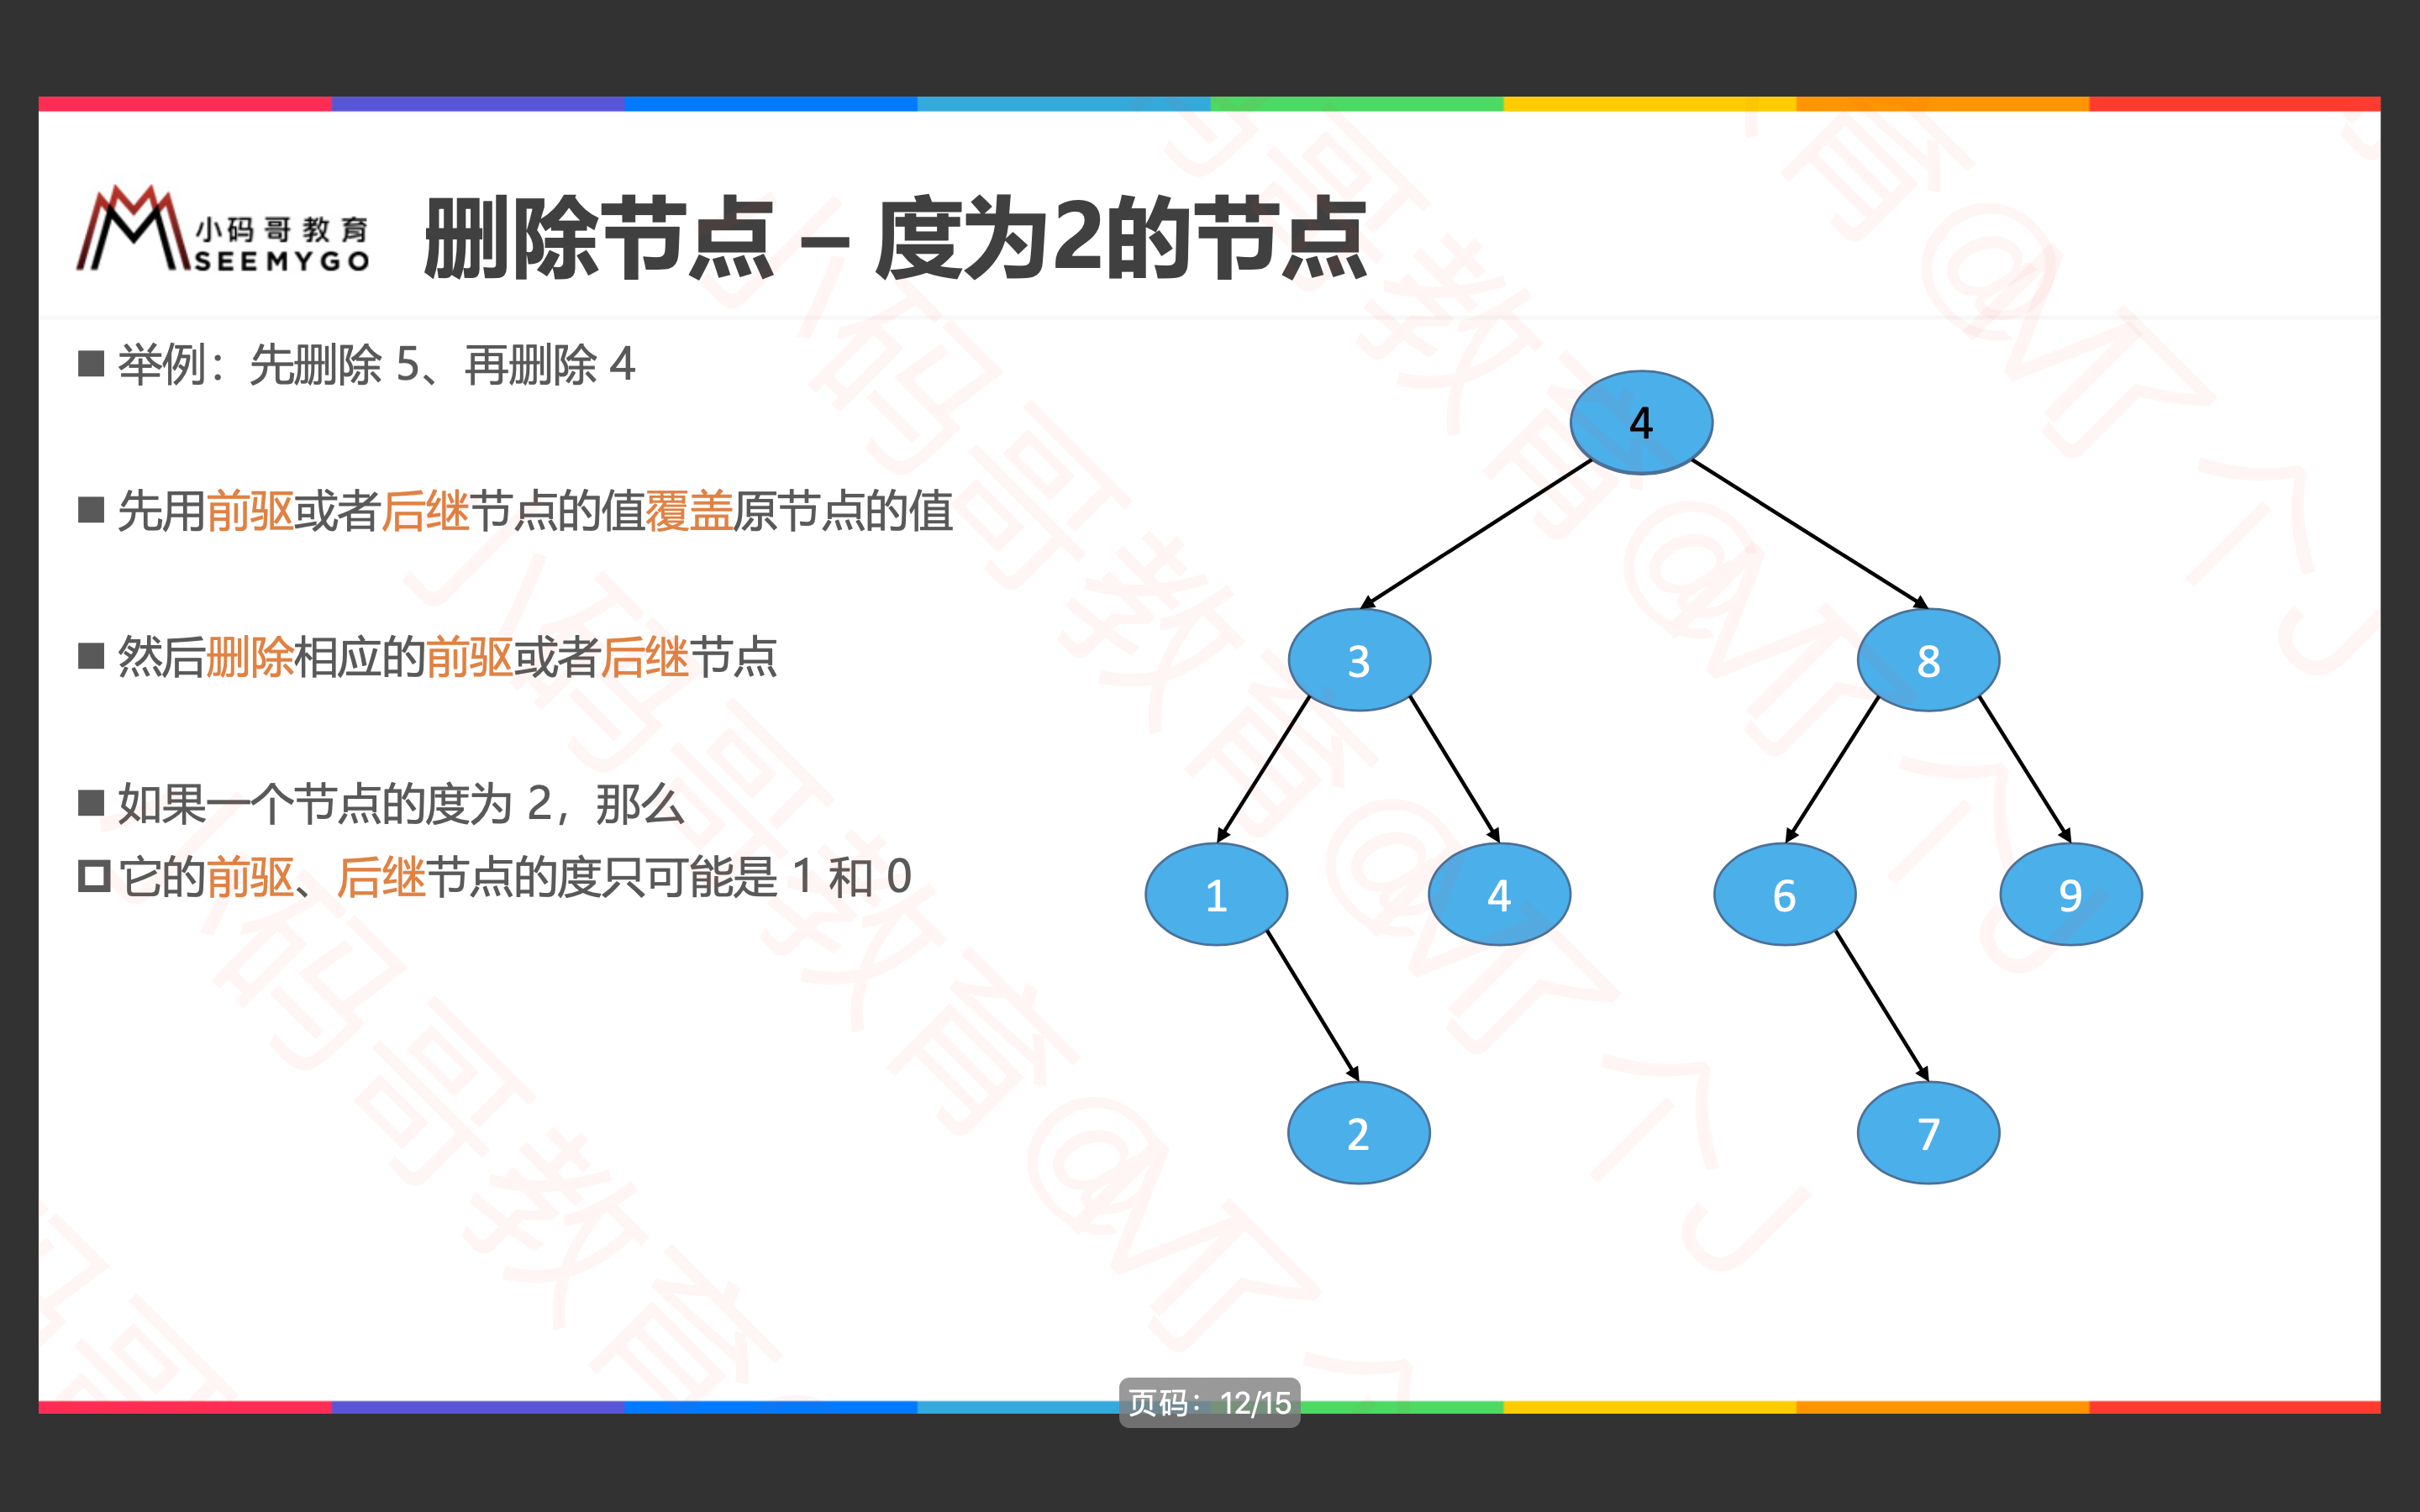 小码哥教育
SEEMYGO
删除节点 – 度为2的节点
举例：先删除 5、再删除 4
先用前驱或者后继节点的值覆盖原节点的值
然后删除相应的前驱或者后继节点
如果一个节点的度为 2，那么
它的前驱、后继节点的度只可能是 1 和 0
4
3
8
1
4
6
9
2
7
页码：12/15